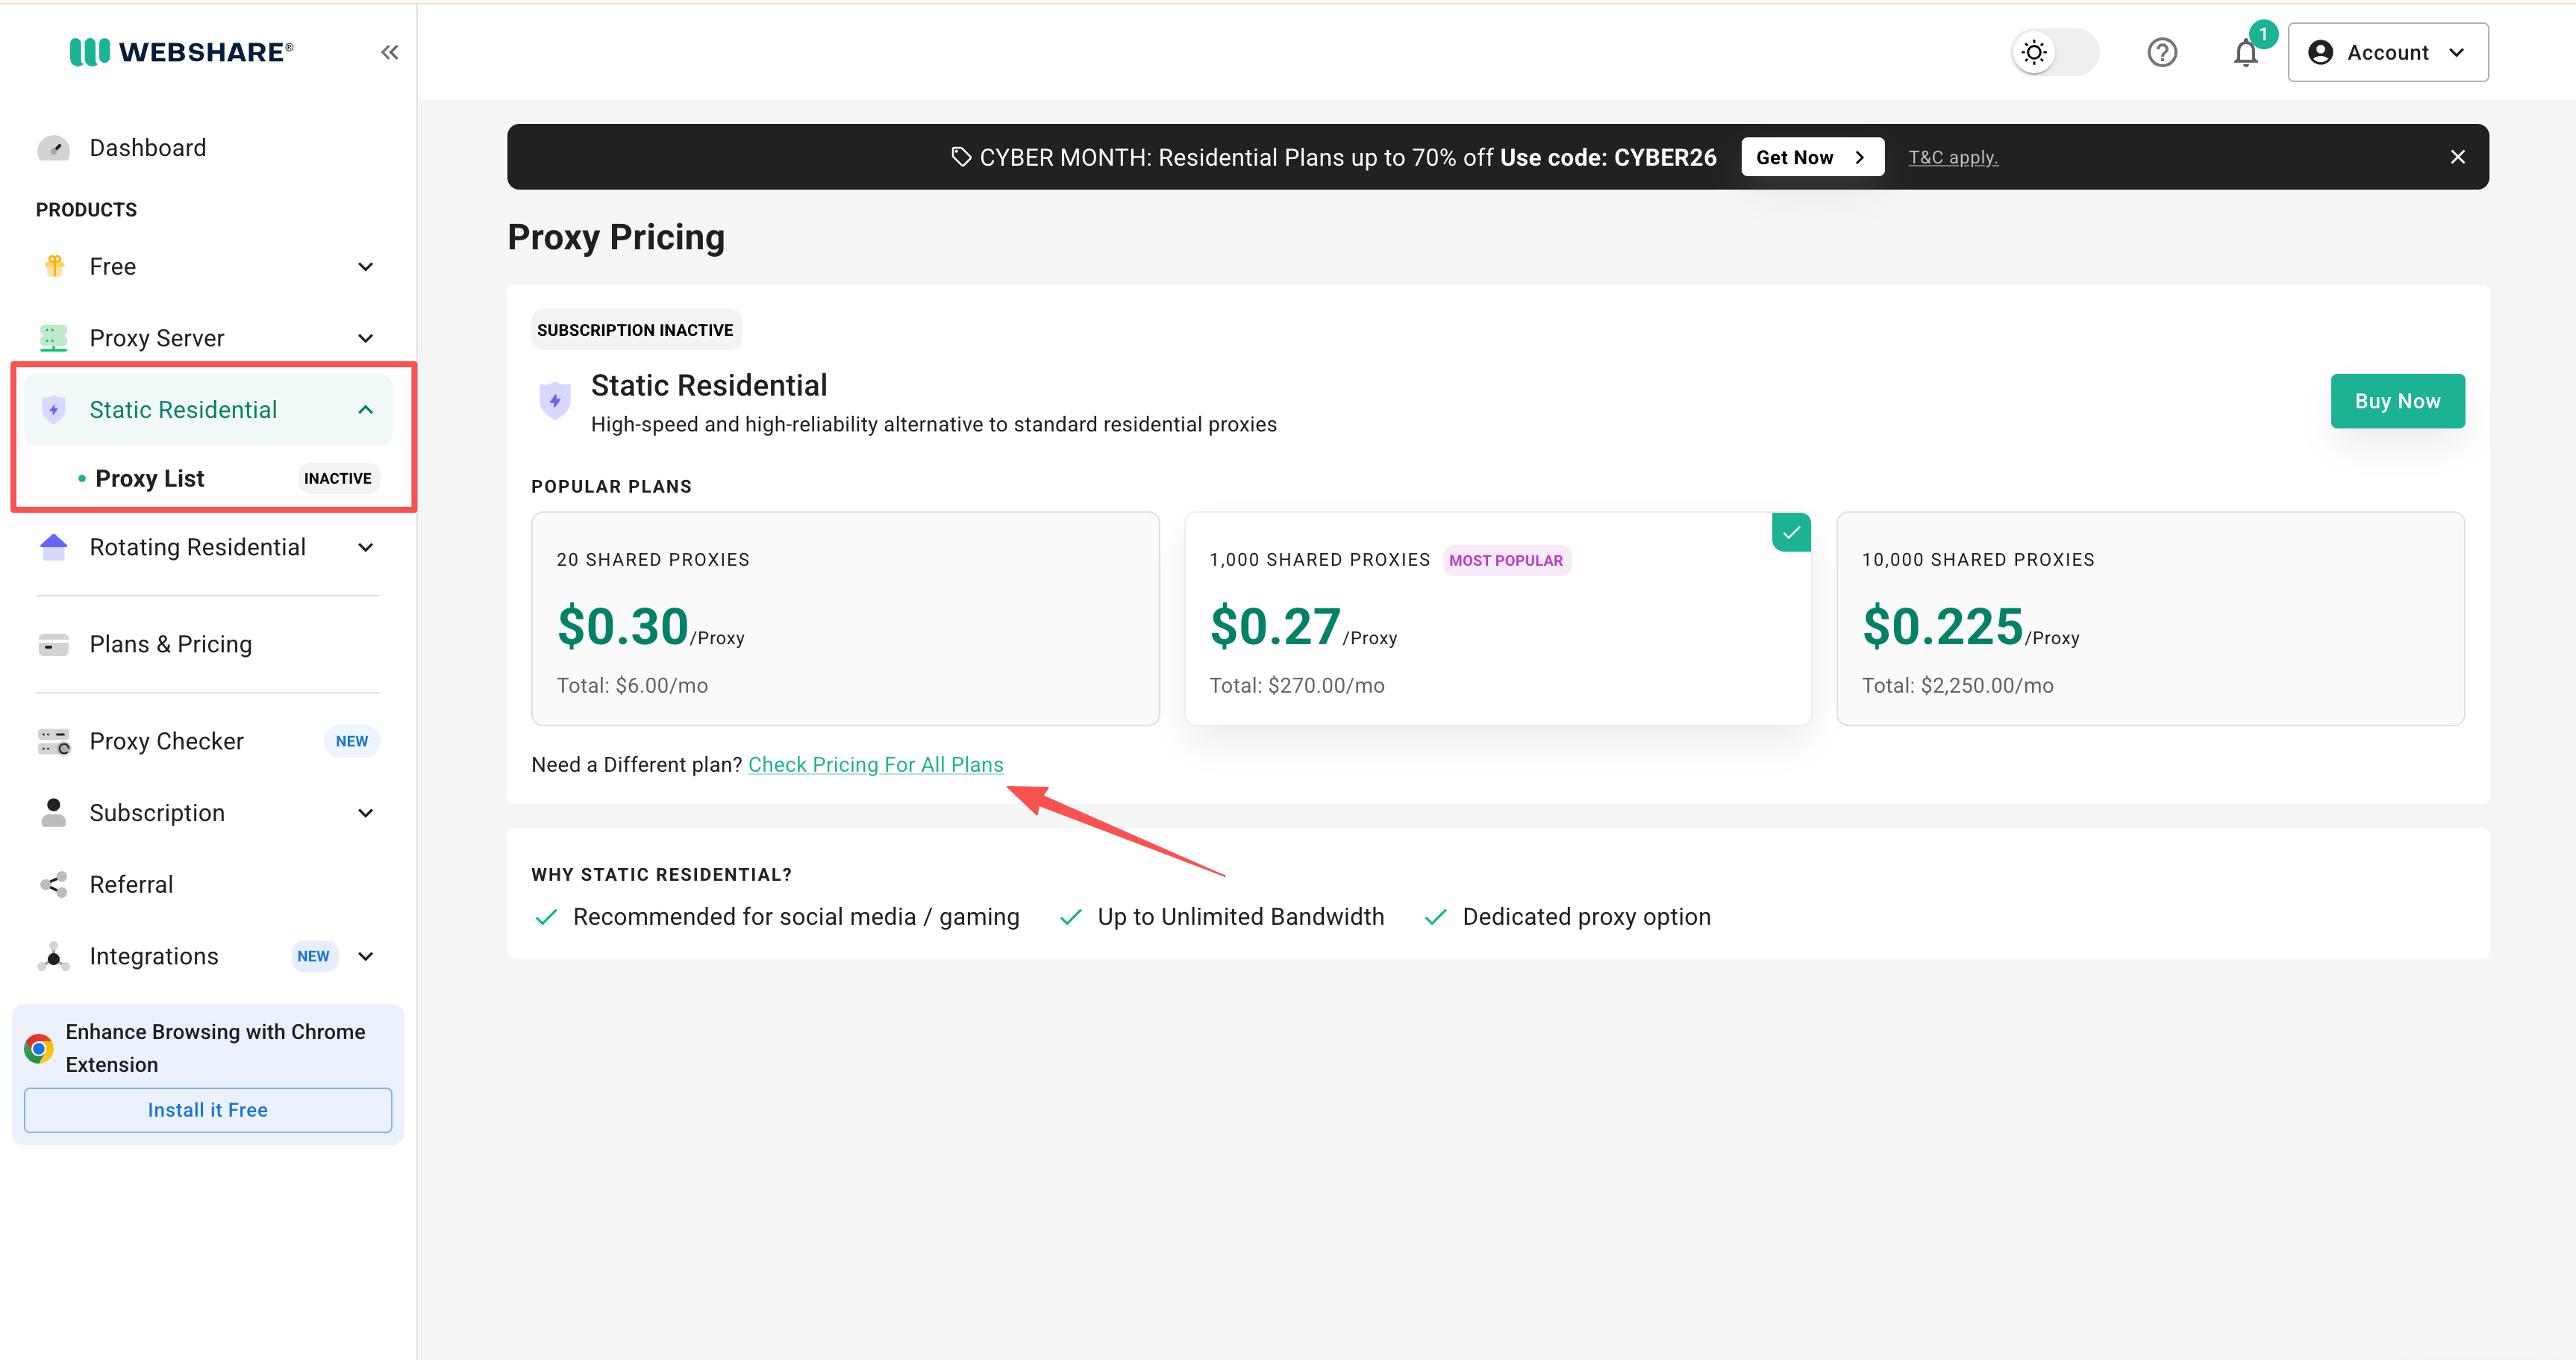 WEBSHARE®
1
Account
Dashboard
PRODUCTS
Free
Proxy Server
Static Residential
Proxy List INACTIVE
Rotating Residential
Plans & Pricing
Proxy Checker NEW
Subscription
Referral
Integrations NEW
Enhance Browsing with Chrome
Extension
Install it Free
CYBER MONTH: Residential Plans up to 70% off Use code: CYBER26 Get Now T&C apply.
Proxy Pricing
SUBSCRIPTION INACTIVE
Static Residential
High-speed and high-reliability alternative to standard residential proxies
Buy Now
POPULAR PLANS
20 SHARED PROXIES
$0.30/Proxy
Total: $6.00/mo
1,000 SHARED PROXIES MOST POPULAR
$0.27/Proxy
Total: $270.00/mo
10,000 SHARED PROXIES
$0.225/Proxy
Total: $2,250.00/mo
Need a Different plan? Check Pricing For All Plans
WHY STATIC RESIDENTIAL?
Recommended for social media / gaming
Up to Unlimited Bandwidth
Dedicated proxy option